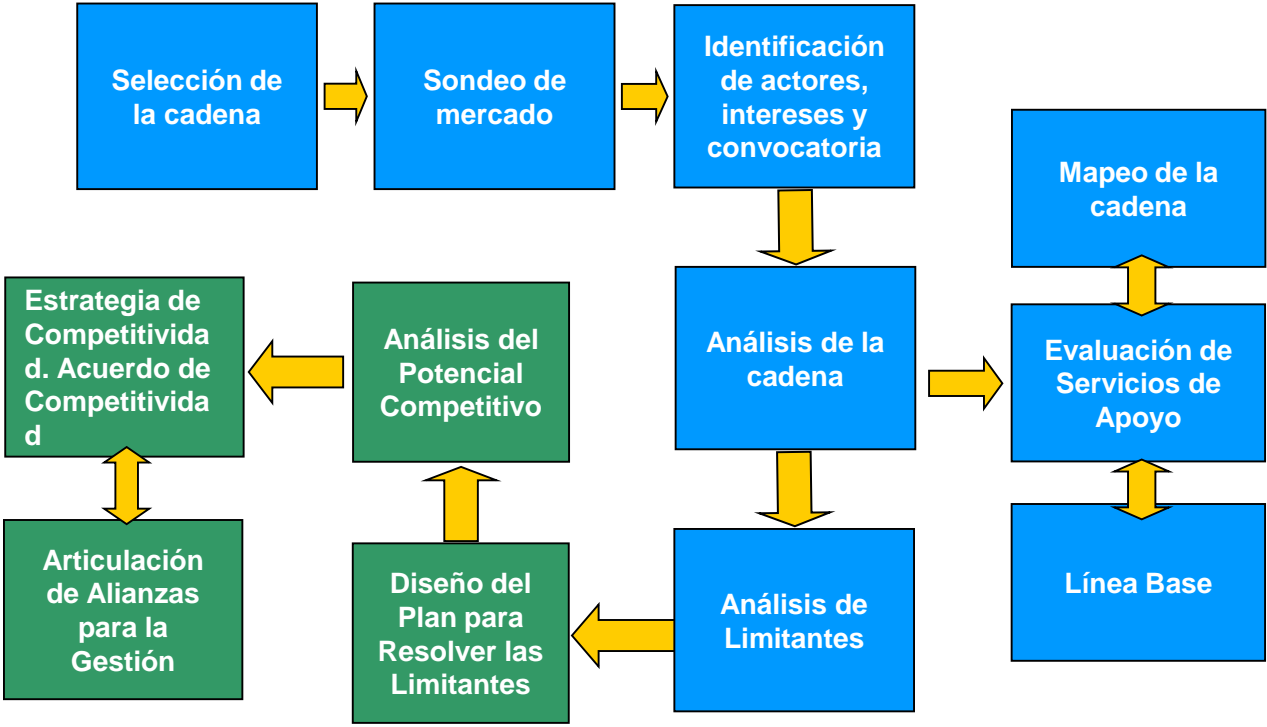 Selección de
la cadena
Sondeo de
mercado
Identificación
de actores,
intereses y
convocatoria
Mapeo de la
cadena
Estrategia de
Competitivida
d. Acuerdo de
Competitivida
d
Análisis del
Potencial
Competitivo
Análisis de la
cadena
Evaluación de
Servicios de
Apoyo
Articulación
de Alianzas
para la
Gestión
Diseño del
Plan para
Resolver las
Limitantes
Análisis de
Limitantes
Línea Base